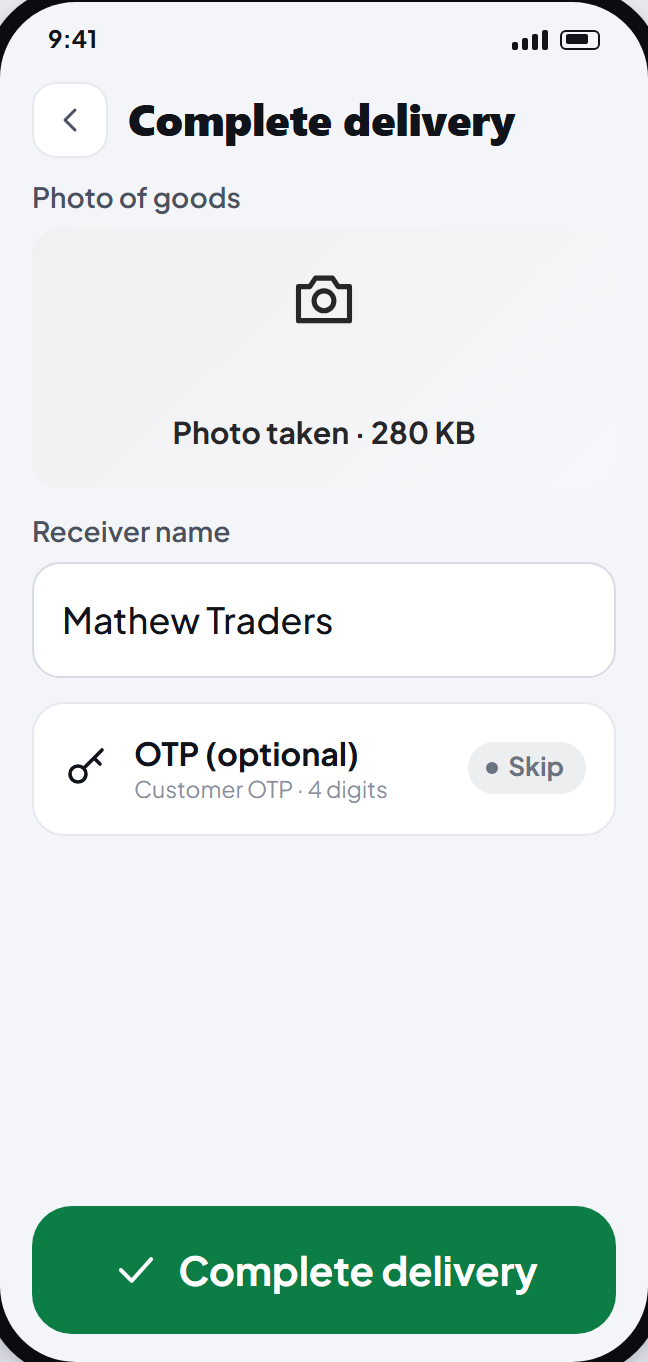 9:41
Complete delivery
Photo of goods
Photo taken · 280 KB
Receiver name
Mathew Traders
OTP (optional)
Customer OTP · 4 digits
Skip
Complete delivery